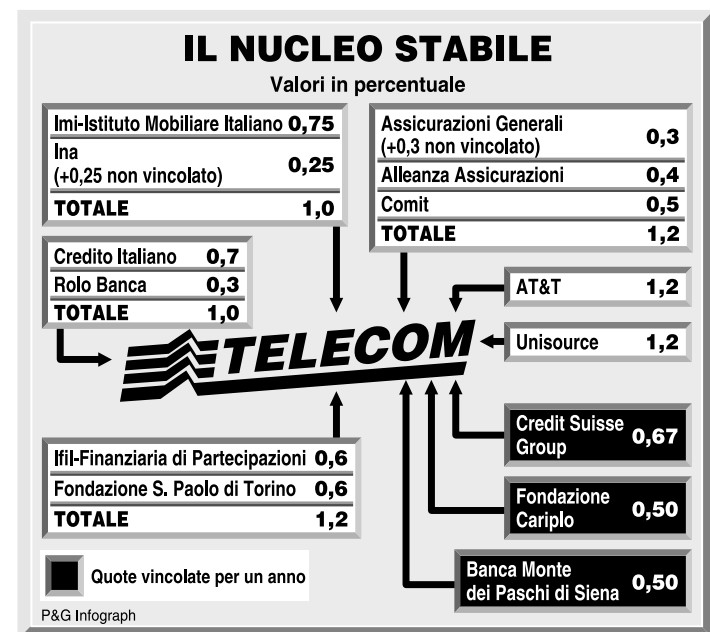 IL NUCLEO STABILE
Valori in percentuale
Imi-Istituto Mobiliare Italiano 0,75
Ina
(+0,25 non vincolato) 0,25
TOTALE 1,0
Assicurazioni Generali
(+0,3 non vincolato) 0,3
Alleanza Assicurazioni 0,4
Comit 0,5
TOTALE 1,2
Credito Italiano 0,7
Rolo Banca 0,3
TOTALE 1,0
AT&T 1,2
Unisource 1,2
TELECOM
Credit Suisse
Group 0,67
Fondazione
Cariplo 0,50
Banca Monte
dei Paschi di Siena 0,50
Ifil-Finanziaria di Partecipazioni 0,6
Fondazione S. Paolo di Torino 0,6
TOTALE 1,2
Quote vincolate per un anno
P&G Infograph